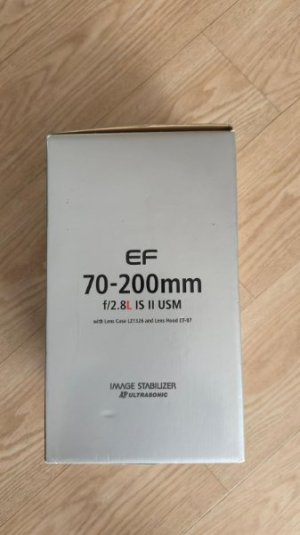 EF
70-200mm
f/2.8L IS II USM
with Lens Case LZ1326 and Lens Hood ET-87
IMAGE STABILIZER
ULTRASONIC